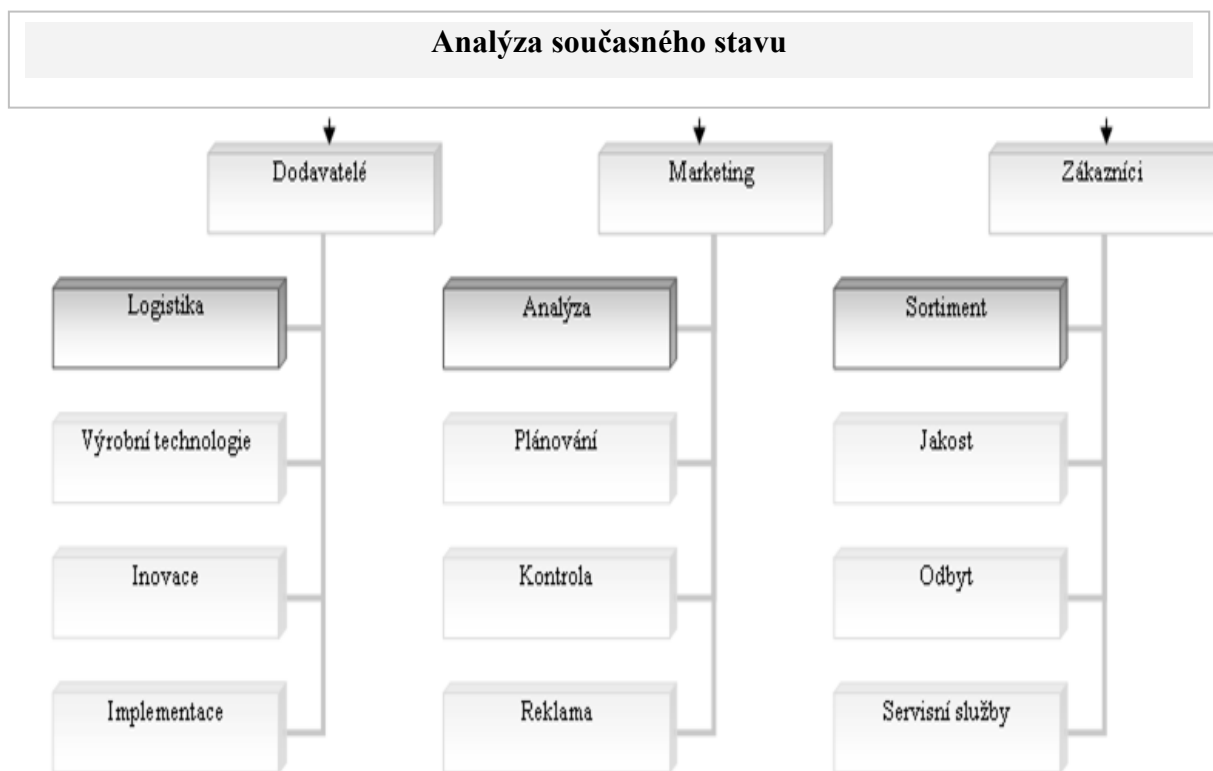 Analýza současného stavu
Dodavatelé
Marketing
Zákazníci
Logistika
Analýza
Sortiment
Výrobní technologie
Plánování
Jakost
Inovace
Kontrola
Odbyt
Implementace
Reklama
Servisní služby